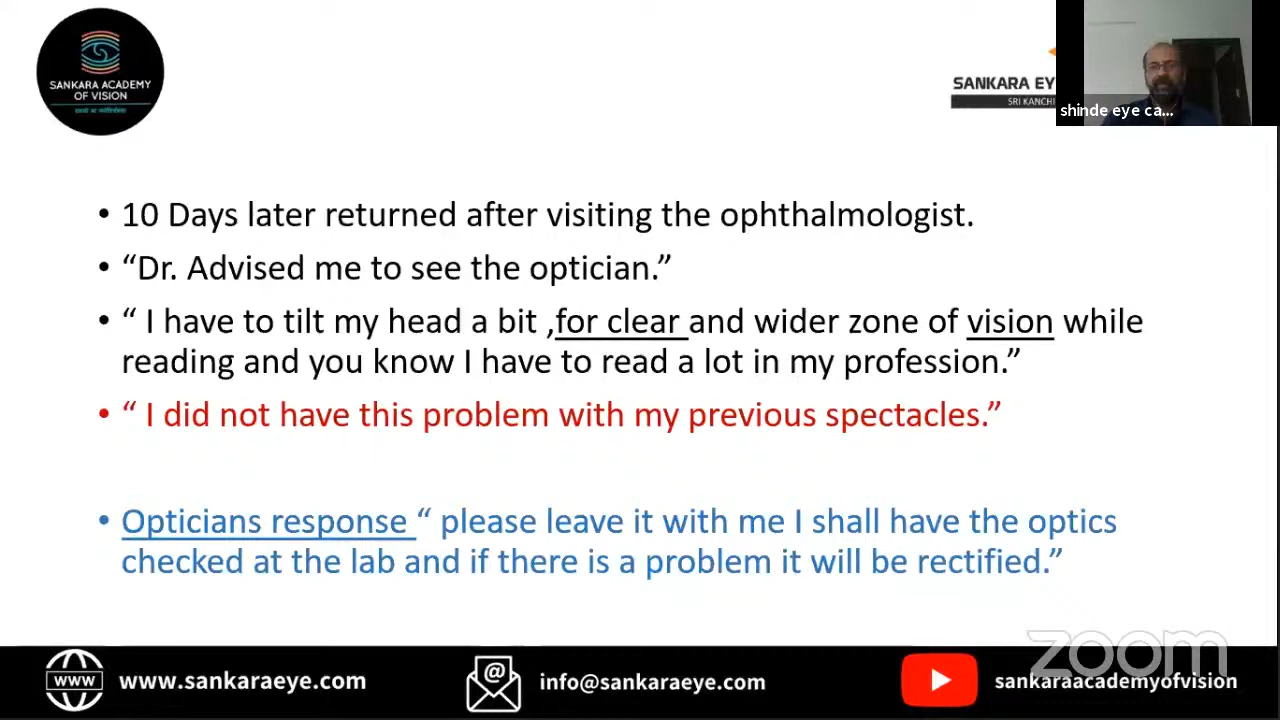 SANKARA ACADEMY
OF VISION
SANKARA EY
SRI KANCHI
shinde eye ca...
• 10 Days later returned after visiting the ophthalmologist.
• “Dr. Advised me to see the optician.”
• “ I have to tilt my head a bit ,for clear and wider zone of vision while
reading and you know I have to read a lot in my profession.”
• “ I did not have this problem with my previous spectacles.”
• Opticians response “ please leave it with me I shall have the optics
checked at the lab and if there is a problem it will be rectified.”
zoom
WWW
www.sankaraeye.com
@
info@sankaraeye.com
sankaraacademyofvision